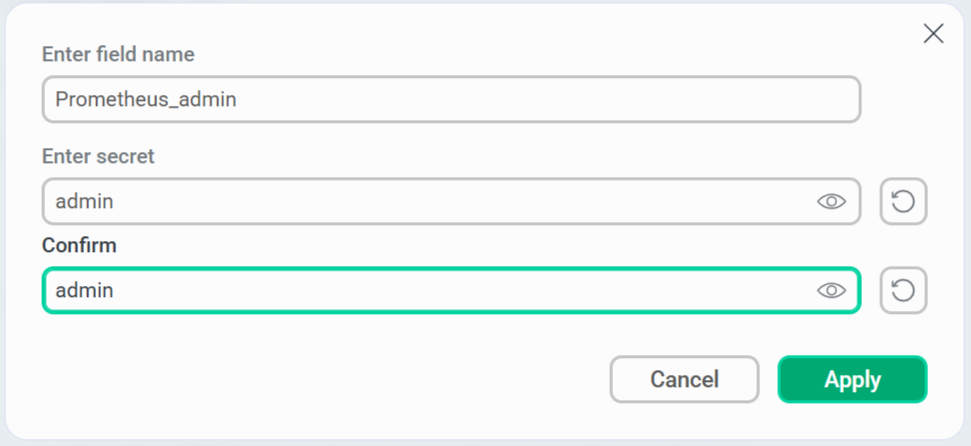 Enter field name
Prometheus_admin
Enter secret
admin
Confirm
admin
Cancel Apply